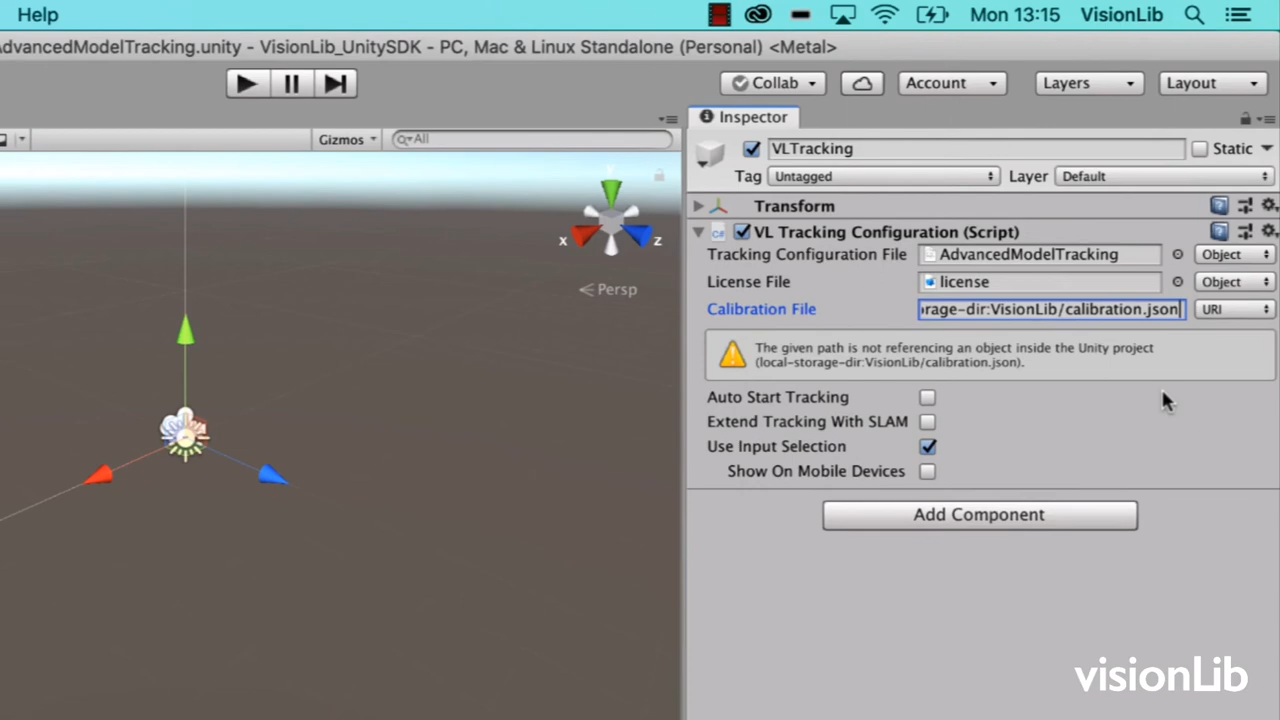 Help
Mon 13:15
VisionLib
AdvancedModelTracking.unity - VisionLib_UnitySDK - PC, Mac & Linux Standalone (Personal) <Metal>
Collab
Account
Layers
Layout
Gizmos
All
Inspector
VLTracking
Static
Tag
Untagged
Layer
Default
Transform
VL Tracking Configuration (Script)
Tracking Configuration File
AdvancedModelTracking
Object
License File
license
Object
Calibration File
rage-dir:VisionLib/calibration.json
URI
The given path is not referencing an object inside the Unity project
(local-storage-dir:VisionLib/calibration.json).
Auto Start Tracking
Extend Tracking With SLAM
Use Input Selection
Show On Mobile Devices
Add Component
x
z
Persp
visionLib